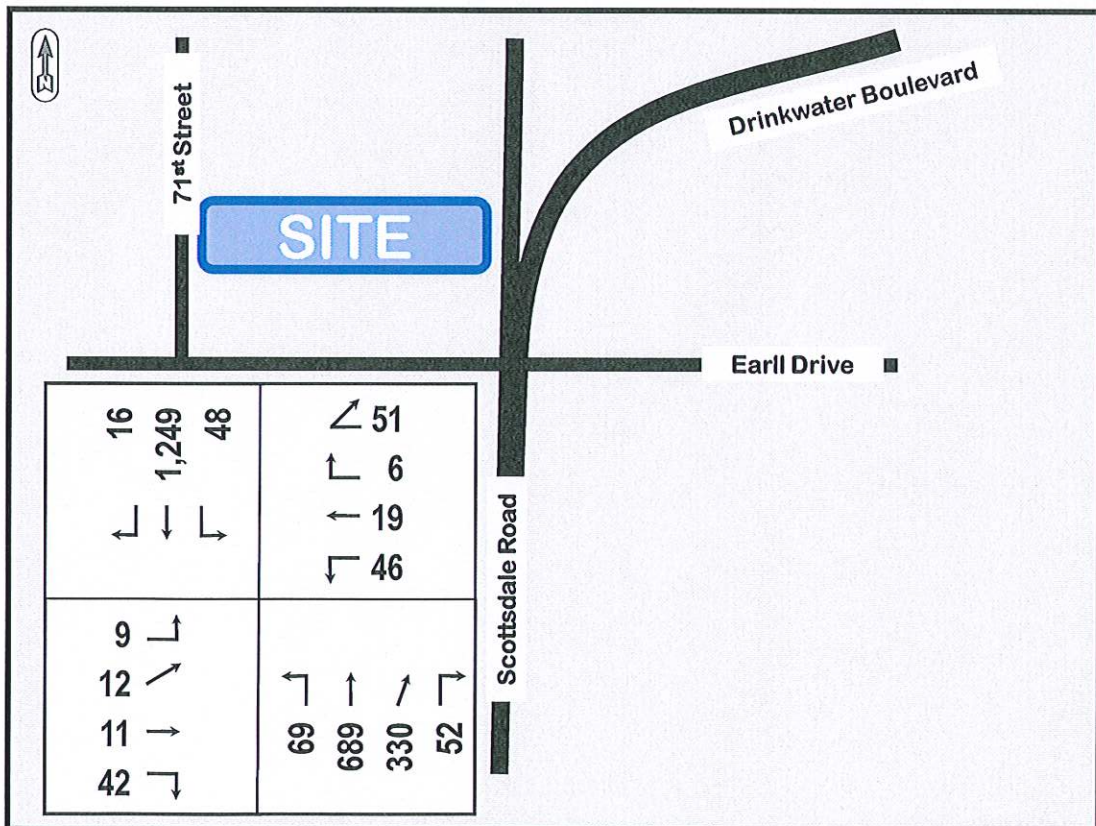 N
71st Street
Drinkwater Boulevard
SITE
Earll Drive
Scottsdale Road
16
1,249
48
51
6
19
46
9
12
11
42
69
689
330
52